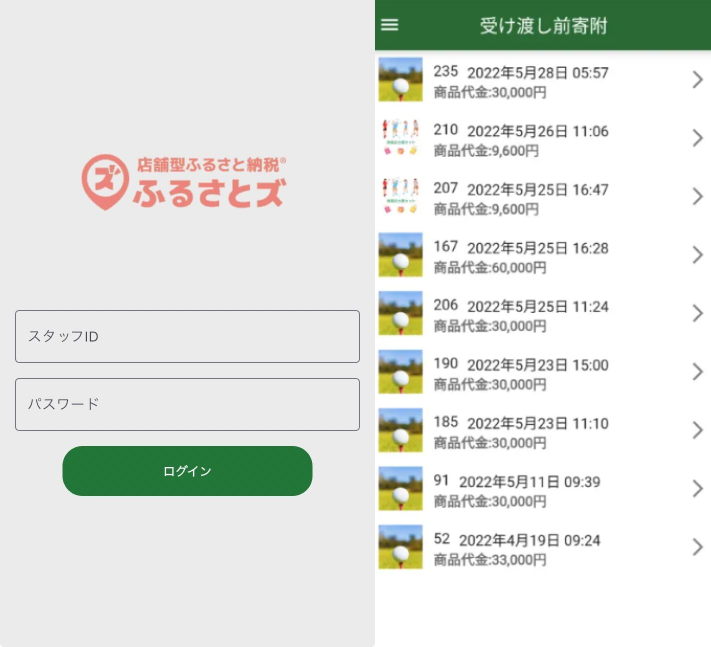 店舗型ふるさと納税®
ズ ふるさとズ
スタッフID
パスワード
ログイン
受け渡し前寄附
235 2022年5月28日 05:57
商品代金:30,000円
210 2022年5月26日 11:06
商品代金:9,600円
207 2022年5月25日 16:47
商品代金:9,600円
167 2022年5月25日 16:28
商品代金:60,000円
206 2022年5月25日 11:24
商品代金:30,000円
190 2022年5月23日 15:00
商品代金:30,000円
185 2022年5月23日 11:10
商品代金:30,000円
91 2022年5月11日 09:39
商品代金:30,000円
52 2022年4月19日 09:24
商品代金:33,000円